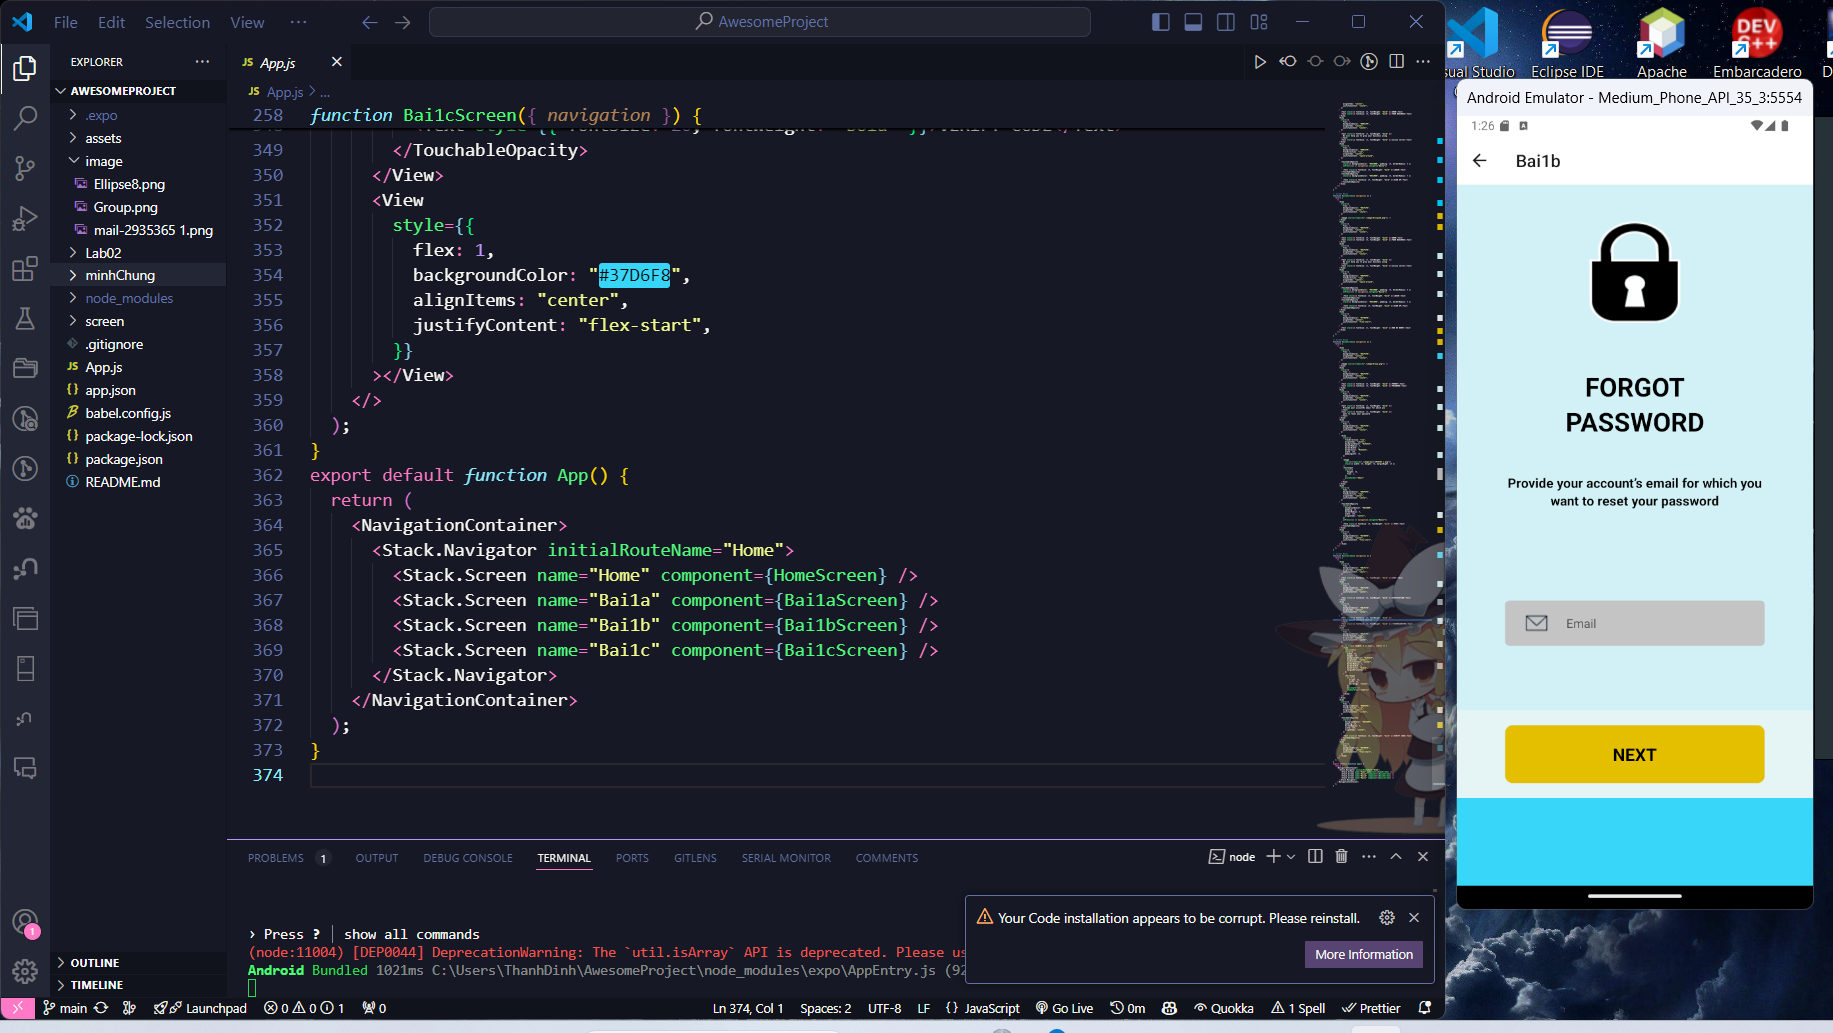 File Edit Selection View ··· AwesomeProject
EXPLORER ···
AWESOMEPROJECT
.expo
assets
image
Ellipse8.png
Group.png
mail-2935365 1.png
Lab02
minhChung
node_modules
screen
.gitignore
JS App.js
{} app.json
babel.config.js
{} package-lock.json
{} package.json
README.md
OUTLINE
TIMELINE
JS App.js
JS App.js > ...
258 function Bai1cScreen({ navigation }) {
349 </TouchableOpacity>
350 </View>
351 <View
352 style={{
353 flex: 1,
354 backgroundColor: "#37D6F8",
355 alignItems: "center",
356 justifyContent: "flex-start",
357 }}
358 ></View>
359 </>
360 );
361 }
362 export default function App() {
363 return (
364 <NavigationContainer>
365 <Stack.Navigator initialRouteName="Home">
366 <Stack.Screen name="Home" component={HomeScreen} />
367 <Stack.Screen name="Bai1a" component={Bai1aScreen} />
368 <Stack.Screen name="Bai1b" component={Bai1bScreen} />
369 <Stack.Screen name="Bai1c" component={Bai1cScreen} />
370 </Stack.Navigator>
371 </NavigationContainer>
372 );
373 }
374
PROBLEMS 1 OUTPUT DEBUG CONSOLE TERMINAL PORTS GITLENS SERIAL MONITOR COMMENTS
node
› Press ? │ show all commands
(node:11004) [DEP0044] DeprecationWarning: The `util.isArray` API is deprecated. Please us
Android Bundled 1021ms C:\Users\ThanhDinh\AwesomeProject\node_modules\expo\AppEntry.js (92
Your Code installation appears to be corrupt. Please reinstall.
More Information
1
main Launchpad 0 0 1 0
Ln 374, Col 1 Spaces: 2 UTF-8 LF {} JavaScript Go Live 0m Quokka 1 Spell Prettier
DEV C++
sual Studio Eclipse IDE Apache Embarcadero
Android Emulator - Medium_Phone_API_35_3:5554
1:26
Bai1b
FORGOT
PASSWORD
Provide your account's email for which you
want to reset your password
Email
NEXT